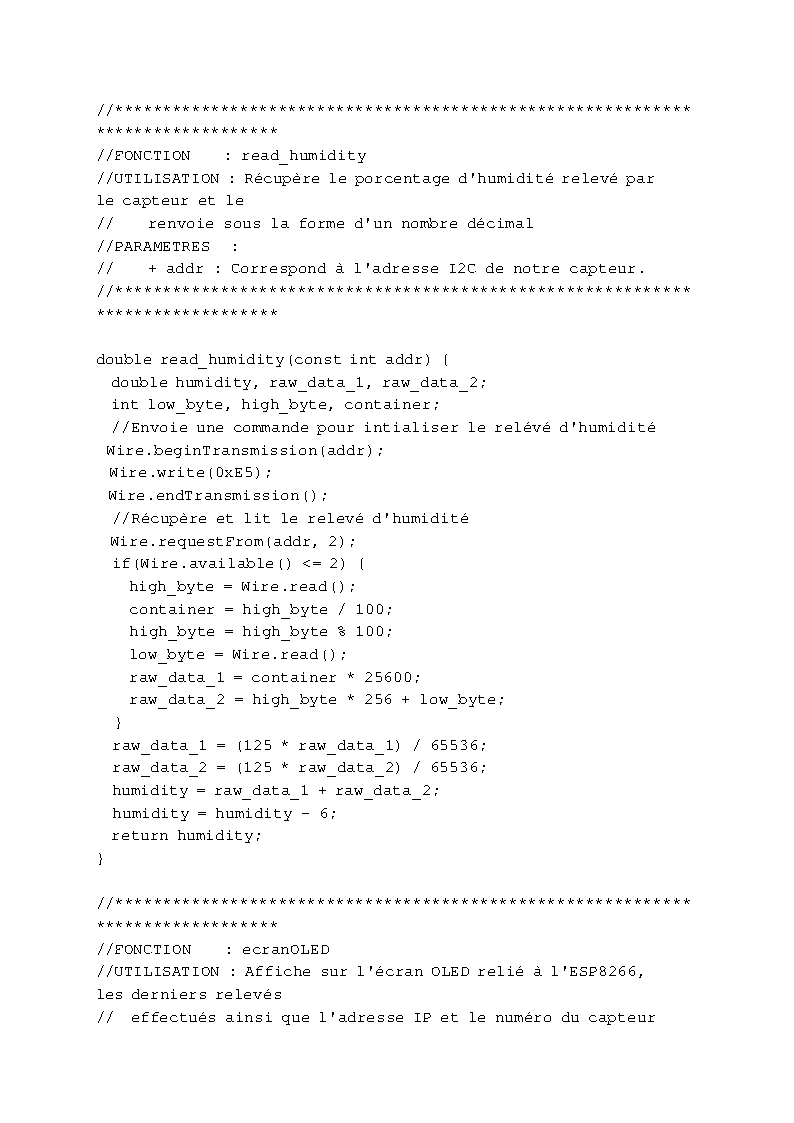 //************************************************************
*******************
//FONCTION    : read_humidity
//UTILISATION : Récupère le porcentage d'humidité relevé par
le capteur et le
//    renvoie sous la forme d'un nombre décimal
//PARAMETRES  :
//    + addr : Correspond à l'adresse I2C de notre capteur.
//************************************************************
*******************
double read_humidity(const int addr) {
  double humidity, raw_data_1, raw_data_2;
  int low_byte, high_byte, container;
  //Envoie une commande pour intialiser le relévé d'humidité
  Wire.beginTransmission(addr);
  Wire.write(0xE5);
  Wire.endTransmission();
  //Récupère et lit le relevé d'humidité
  Wire.requestFrom(addr, 2);
  if(Wire.available() <= 2) {
    high_byte = Wire.read();
    container = high_byte / 100;
    high_byte = high_byte % 100;
    low_byte = Wire.read();
    raw_data_1 = container * 25600;
    raw_data_2 = high_byte * 256 + low_byte;
  }
  raw_data_1 = (125 * raw_data_1) / 65536;
  raw_data_2 = (125 * raw_data_2) / 65536;
  humidity = raw_data_1 + raw_data_2;
  humidity = humidity - 6;
  return humidity;
}
//************************************************************
*******************
//FONCTION    : ecranOLED
//UTILISATION : Affiche sur l'écran OLED relié à l'ESP8266,
les derniers relevés
//  effectués ainsi que l'adresse IP et le numéro du capteur